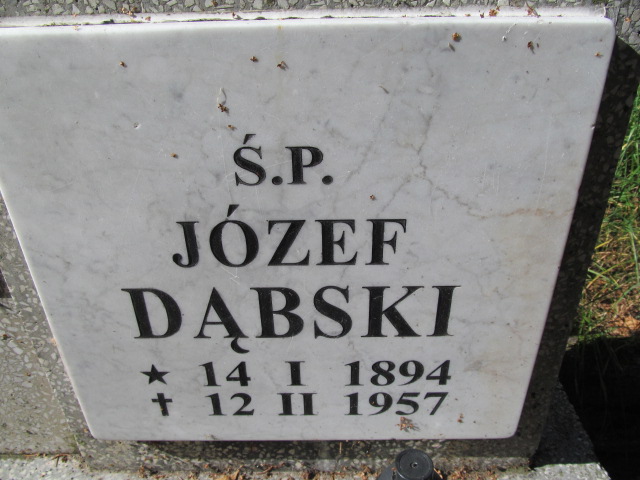 Ś.P.
JÓZEF
DĄBSKI
★ 14 I 1894
✝ 12 II 1957